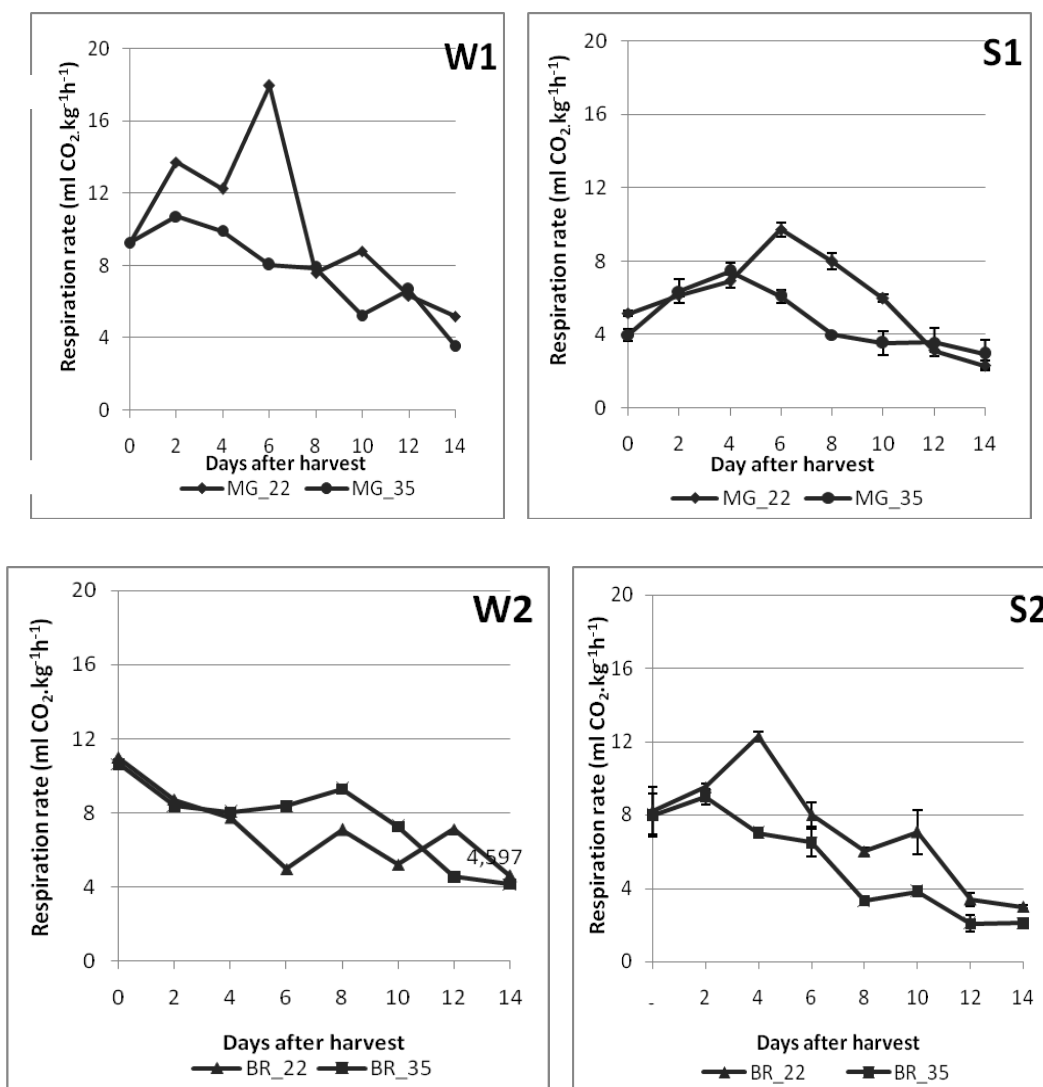 W1
Respiration rate (ml CO₂.kg⁻¹h⁻¹)
20
16
12
8
4
0
0 2 4 6 8 10 12 14
Days after harvest
MG_22 MG_35
S1
Respiration rate (ml CO₂.kg⁻¹h⁻¹)
20
16
12
8
4
0
0 2 4 6 8 10 12 14
Day after harvest
MG_22 MG_35
W2
Respiration rate (ml CO₂.kg⁻¹h⁻¹)
20
16
12
8
4
0
4,597
0 2 4 6 8 10 12 14
Days after harvest
BR_22 BR_35
S2
Respiration rate (ml CO₂.kg⁻¹h⁻¹)
20
16
12
8
4
0
- 2 4 6 8 10 12 14
Days after harvest
BR_22 BR_35